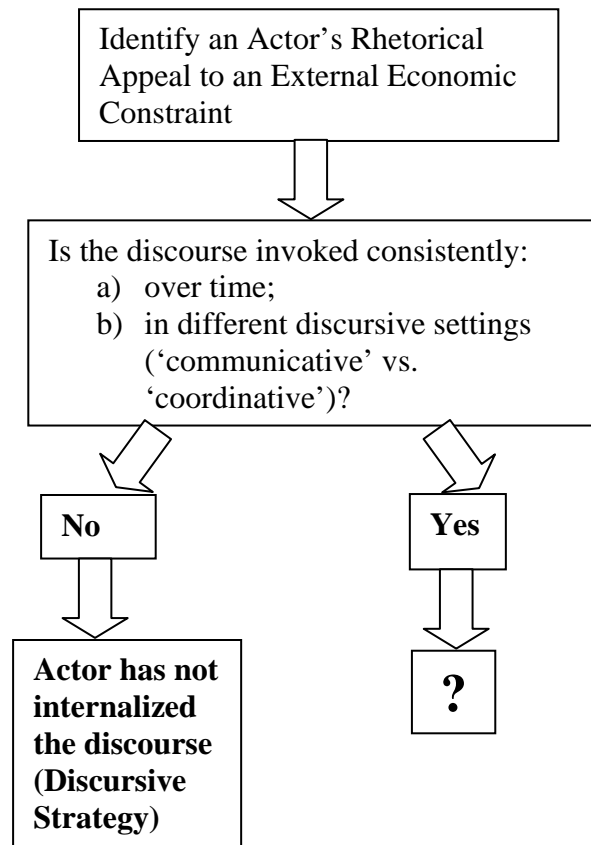 Identify an Actor’s Rhetorical
Appeal to an External Economic
Constraint
Is the discourse invoked consistently:
a) over time;
b) in different discursive settings
(‘communicative’ vs.
‘coordinative’)?
No
Yes
Actor has not
internalized
the discourse
(Discursive
Strategy)
?